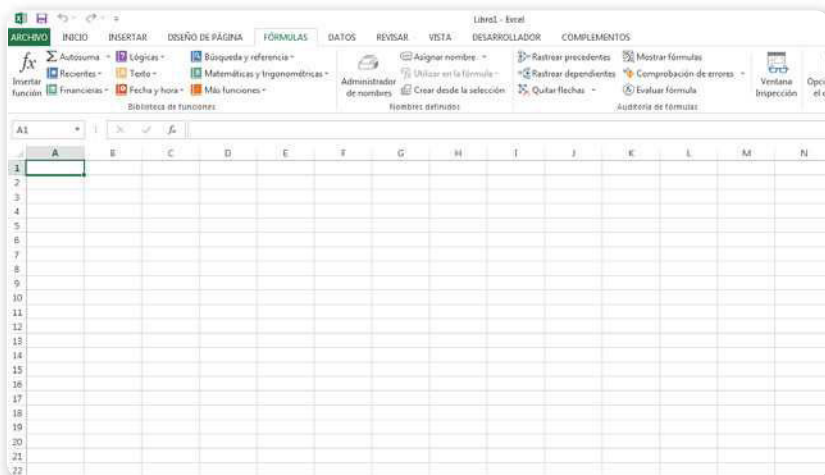 Libro1 - Excel
ARCHIVO INICIO INSERTAR DISEÑO DE PÁGINA FÓRMULAS DATOS REVISAR VISTA DESARROLLADOR COMPLEMENTOS
fx Σ Autosuma Lógicas Búsqueda y referencia Asignar nombre Rastrear precedentes Mostrar fórmulas
Insertar Recientes Texto Matemáticas y trigonométricas Administrador Utilizar en la fórmula Rastrear dependientes Comprobación de errores Ventana
función Financieras Fecha y hora Más funciones de nombres Crear desde la selección Quitar flechas Evaluar fórmula Inspección
Biblioteca de funciones Nombres definidos Auditoría de fórmulas
A1 fx
A B C D E F G H I J K L M N
1
2
3
4
5
6
7
8
9
10
11
12
13
14
15
16
17
18
19
20
21
22